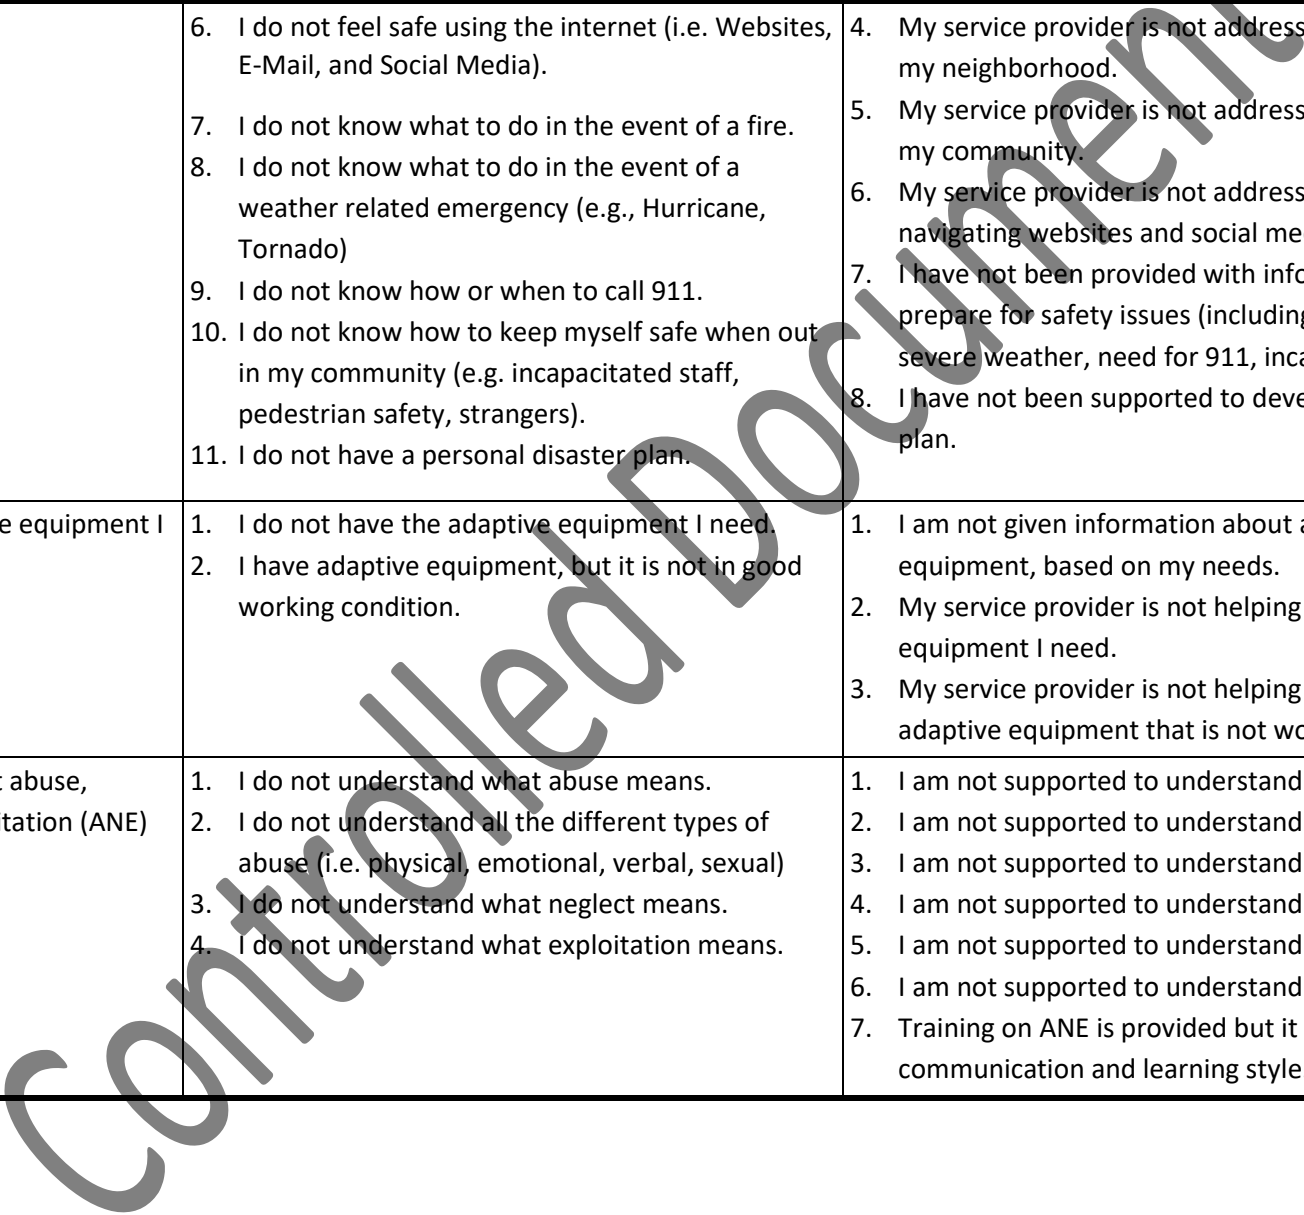 6. I do not feel safe using the internet (i.e. Websites,
E-Mail, and Social Media).
7. I do not know what to do in the event of a fire.
8. I do not know what to do in the event of a
weather related emergency (e.g., Hurricane,
Tornado)
9. I do not know how or when to call 911.
10. I do not know how to keep myself safe when out
in my community (e.g. incapacitated staff,
pedestrian safety, strangers).
11. I do not have a personal disaster plan.
4. My service provider is not address
my neighborhood.
5. My service provider is not address
my community.
6. My service provider is not address
navigating websites and social me
7. I have not been provided with info
prepare for safety issues (including
severe weather, need for 911, inca
8. I have not been supported to deve
plan.
e equipment I
1. I do not have the adaptive equipment I need.
2. I have adaptive equipment, but it is not in good
working condition.
1. I am not given information about a
equipment, based on my needs.
2. My service provider is not helping
equipment I need.
3. My service provider is not helping
adaptive equipment that is not wo
t abuse,
itation (ANE)
1. I do not understand what abuse means.
2. I do not understand all the different types of
abuse (i.e. physical, emotional, verbal, sexual)
3. I do not understand what neglect means.
4. I do not understand what exploitation means.
1. I am not supported to understand
2. I am not supported to understand
3. I am not supported to understand
4. I am not supported to understand
5. I am not supported to understand
6. I am not supported to understand
7. Training on ANE is provided but it
communication and learning style
Controlled Document